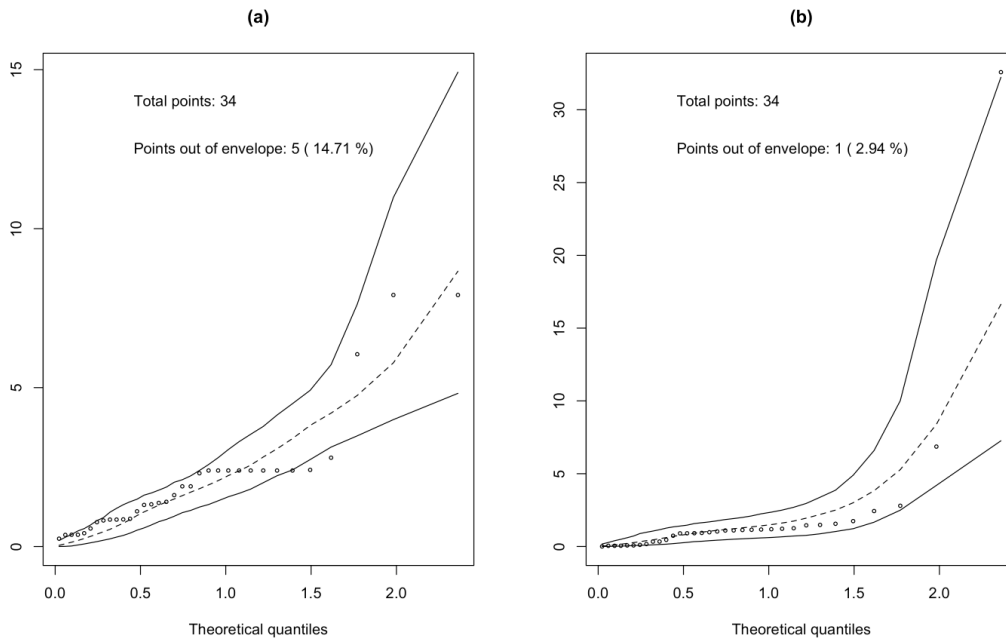 (a)
Total points: 34
Points out of envelope: 5 ( 14.71 %)
15
10
5
0
0.0 0.5 1.0 1.5 2.0
Theoretical quantiles
(b)
Total points: 34
Points out of envelope: 1 ( 2.94 %)
30
25
20
15
10
5
0
0.0 0.5 1.0 1.5 2.0
Theoretical quantiles